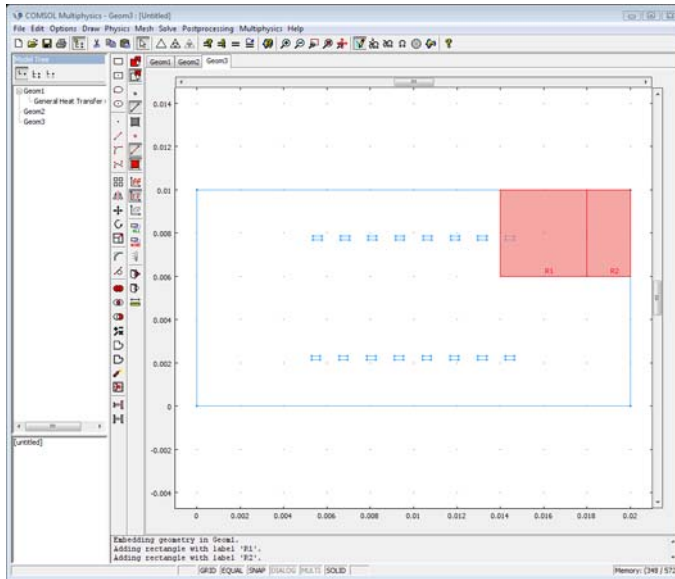 COMSOL Multiphysics - Geom3 : [Untitled]
File Edit Options Draw Physics Mesh Solve Postprocessing Multiphysics Help
Model Tree
Geom1 Geom2 Geom3
Geom1
General Heat Transfer
Geom2
Geom3
0.014
0.012
0.01
0.008
0.006
0.004
0.002
0
-0.002
-0.004
R1 R2
0 0.002 0.004 0.006 0.008 0.01 0.012 0.014 0.016 0.018 0.02
[untitled]
Embedding geometry in Geom1.
Adding rectangle with label 'R1'.
Adding rectangle with label 'R2'.
GRID EQUAL SNAP DIALOG MULTI SOLID
Memory: (348 / 572